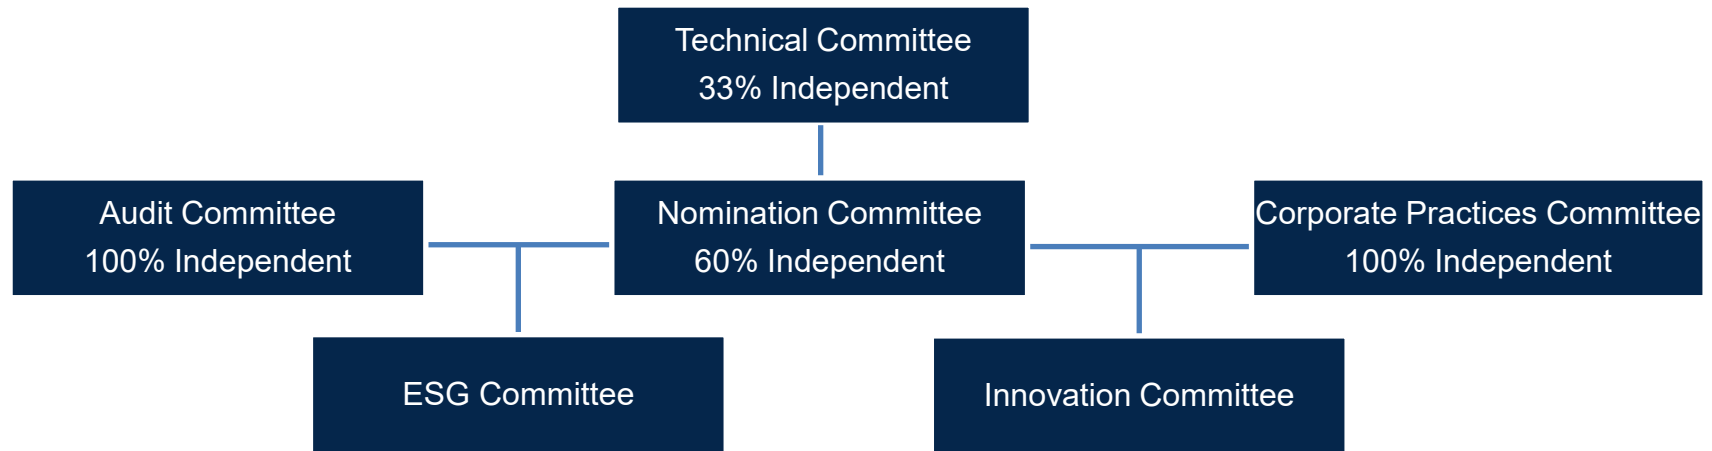 Technical Committee
33% Independent
Audit Committee
100% Independent
Nomination Committee
60% Independent
Corporate Practices Committee
100% Independent
ESG Committee
Innovation Committee